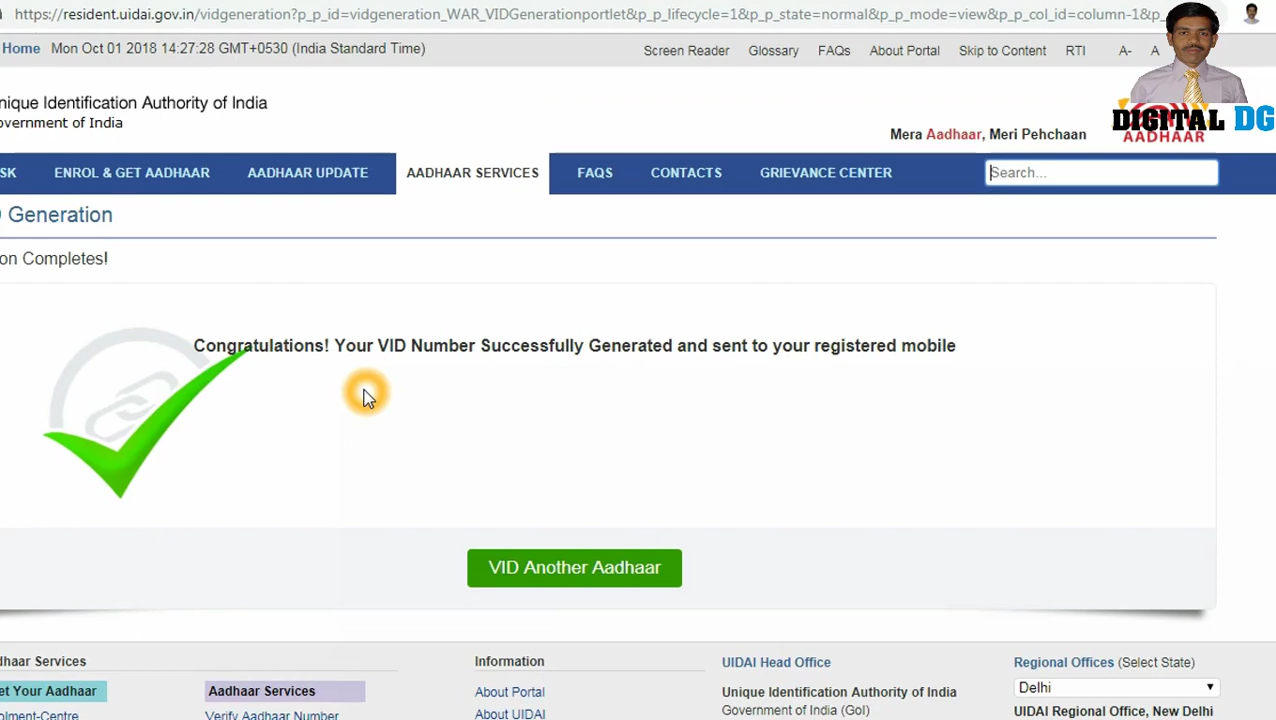 https://resident.uidai.gov.in/vidgeneration?p_p_id=vidgeneration_WAR_VIDGenerationportlet&p_p_lifecycle=1&p_p_state=normal&p_p_mode=view&p_p_col_id=column-1&p_
Home Mon Oct 01 2018 14:27:28 GMT+0530 (India Standard Time) Screen Reader Glossary FAQs About Portal Skip to Content RTI A- A
nique Identification Authority of India
overnment of India
Mera Aadhaar, Meri Pehchaan
DIGITAL DG
AADHAAR
SK ENROL & GET AADHAAR AADHAAR UPDATE AADHAAR SERVICES FAQS CONTACTS GRIEVANCE CENTER Search...
Generation
on Completes!
Congratulations! Your VID Number Successfully Generated and sent to your registered mobile
VID Another Aadhaar
dhaar Services Information UIDAI Head Office Regional Offices (Select State)
et Your Aadhaar Aadhaar Services About Portal Unique Identification Authority of India Delhi
olment-Centre Verify Aadhaar Number About UIDAI Government of India (GoI) UIDAI Regional Office, New Delhi